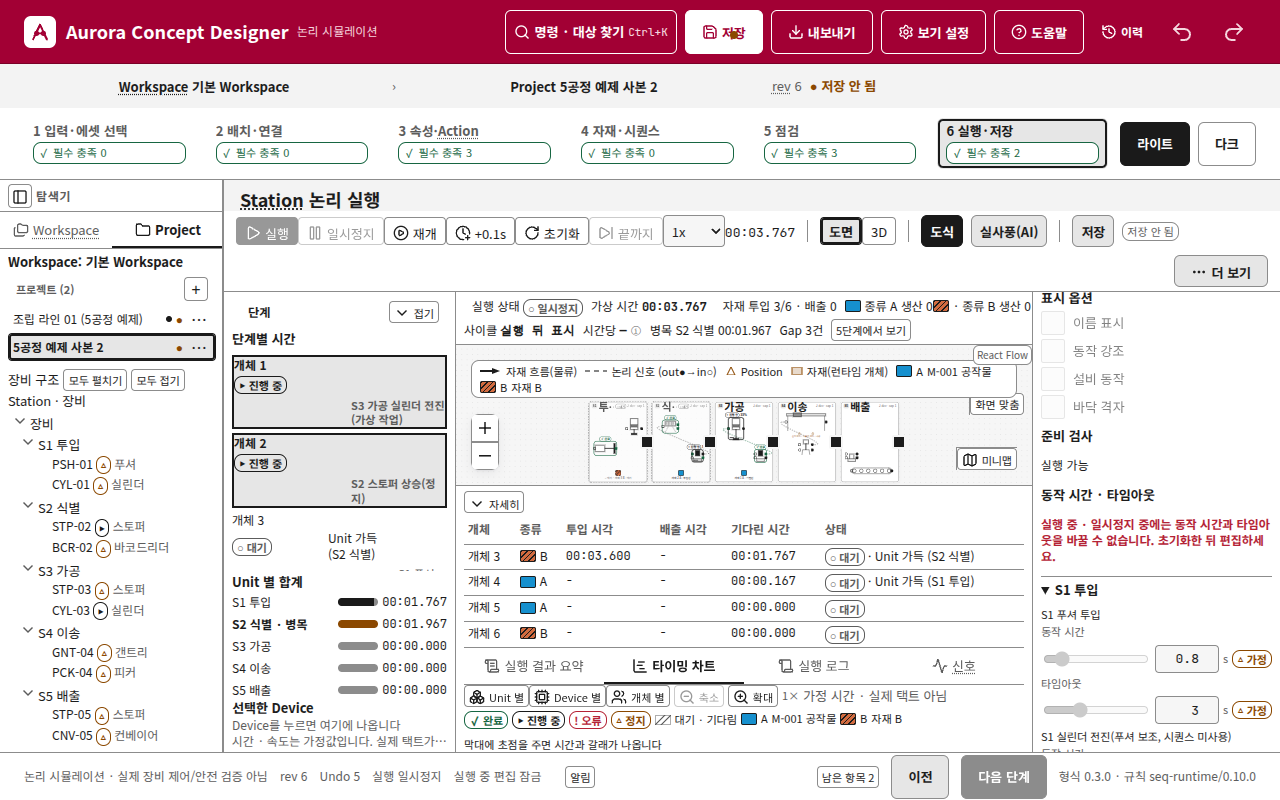 Aurora Concept Designer 논리 시뮬레이션
명령 · 대상 찾기 Ctrl+K
저장
내보내기
보기 설정
도움말
이력
Workspace 기본 Workspace
›
Project 5공정 예제 사본 2
rev 6 ● 저장 안 됨
1 입력·에셋 선택
✓ 필수 충족 0
2 배치·연결
✓ 필수 충족 0
3 속성·Action
✓ 필수 충족 3
4 자재·시퀀스
✓ 필수 충족 0
5 점검
✓ 필수 충족 3
6 실행·저장
✓ 필수 충족 2
라이트
다크
탐색기
Workspace
Project
Workspace: 기본 Workspace
프로젝트 (2)
+
조립 라인 01 (5공정 예제) ● ● ···
5공정 예제 사본 2 ● ···
장비 구조 모두 펼치기 모두 접기
Station · 장비
장비
S1 투입
PSH-01 푸셔
CYL-01 실린더
S2 식별
STP-02 스토퍼
BCR-02 바코드리더
S3 가공
STP-03 스토퍼
CYL-03 실린더
S4 이송
GNT-04 갠트리
PCK-04 피커
S5 배출
STP-05 스토퍼
CNV-05 컨베이어
Station 논리 실행
실행
일시정지
재개
+0.1s
초기화
끝까지
1x
00:03.767
도면
3D
도식
실사풍(AI)
저장
저장 안 됨
··· 더 보기
단계
접기
단계별 시간
개체 1
▸ 진행 중
S3 가공 실린더 전진
(가상 작업)
개체 2
▸ 진행 중
S2 스토퍼 상승(정
지)
개체 3
○ 대기
Unit 가득
(S2 식별)
Unit 별 합계
S1 투입 00:01.767
S2 식별 · 병목 00:01.967
S3 가공 00:00.000
S4 이송 00:00.000
S5 배출 00:00.000
선택한 Device
Device를 누르면 여기에 나옵니다
시간 · 속도는 가정값입니다. 실제 택트가···
실행 상태 ○ 일시정지 가상 시간 00:03.767 자재 투입 3/6 · 배출 0 종류 A 생산 0 · 종류 B 생산 0
사이클 실행 뒤 표시 시간당 – ⓘ 병목 S2 식별 00:01.967 Gap 3건 5단계에서 보기
React Flow
자재 흐름(물류) 논리 신호 (out●→in○) Position 자재(런타임 개체) A M-001 공작물
B 자재 B
화면 맞춤
+
−
투·
식·
가공
이송
배출
미니맵
자세히
개체 종류 투입 시간 배출 시간 기다린 시간 상태
개체 3 B 00:03.600 - 00:01.767 ○ 대기 · Unit 가득 (S2 식별)
개체 4 A - - 00:00.167 ○ 대기 · Unit 가득 (S1 투입)
개체 5 A - - 00:00.000 ○ 대기
개체 6 B - - 00:00.000 ○ 대기
실행 결과 요약
타이밍 차트
실행 로그
신호
Unit 별
Device 별
개체 별
축소
확대
1× 가정 시간 · 실제 택트 아님
✓ 완료 ▸ 진행 중 ! 오류 정지 대기 · 기다림 A M-001 공작물 B 자재 B
막대에 초점을 주면 시간과 갈래가 나옵니다
표시 옵션
이름 표시
동작 강조
설비 동작
바닥 격자
준비 검사
실행 가능
동작 시간 · 타임아웃
실행 중 · 일시정지 중에는 동작 시간과 타임아
웃을 바꿀 수 없습니다. 초기화한 뒤 편집하세
요.
▼ S1 투입
S1 푸셔 투입
동작 시간
0.8 s 가정
타임아웃
3 s 가정
S1 실린더 전진(푸셔 보조, 시퀀스 미사용)
논리 시뮬레이션 · 실제 장비 제어/안전 검증 아님
rev 6
Undo 5
실행 일시정지
실행 중 편집 잠금
알림
남은 항목 2
이전
다음 단계
형식 0.3.0 · 규칙 seq-runtime/0.10.0